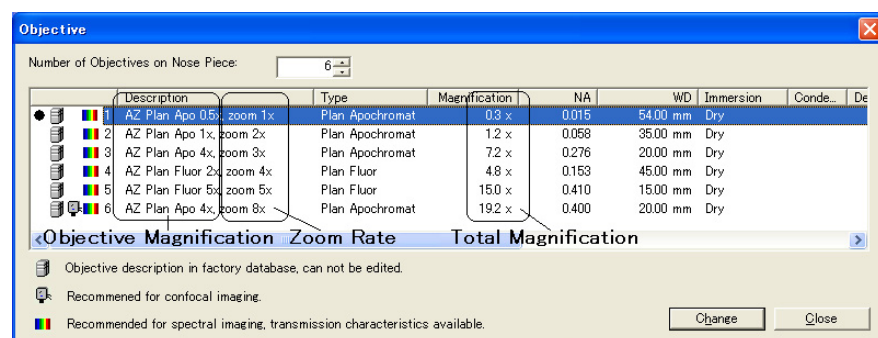 Objective
Number of Objectives on Nose Piece: 6
Description Type Magnification NA WD Immersion Conde... De
1 AZ Plan Apo 0.5x, zoom 1x Plan Apochromat 0.3 x 0.015 54.00 mm Dry
2 AZ Plan Apo 1x, zoom 2x Plan Apochromat 1.2 x 0.058 35.00 mm Dry
3 AZ Plan Apo 4x, zoom 3x Plan Apochromat 7.2 x 0.276 20.00 mm Dry
4 AZ Plan Fluor 2x, zoom 4x Plan Fluor 4.8 x 0.153 45.00 mm Dry
5 AZ Plan Fluor 5x, zoom 5x Plan Fluor 15.0 x 0.410 15.00 mm Dry
6 AZ Plan Apo 4x, zoom 8x Plan Apochromat 19.2 x 0.400 20.00 mm Dry
Objective Magnification Zoom Rate Total Magnification
Objective description in factory database, can not be edited.
Recommened for confocal imaging.
Recommended for spectral imaging, transmission characteristics available.
Change Close